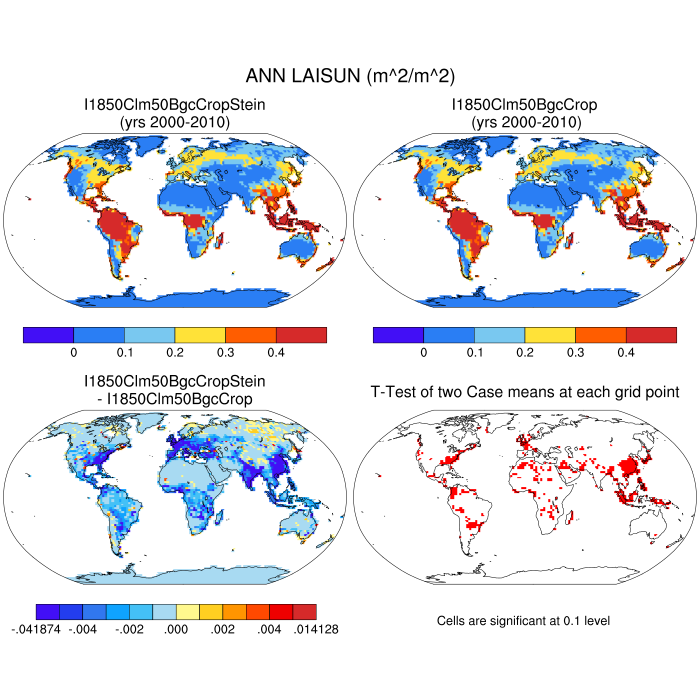 ANN LAISUN (m^2/m^2)
I1850Clm50BgcCropStein
(yrs 2000-2010)
I1850Clm50BgcCrop
(yrs 2000-2010)
0 0.1 0.2 0.3 0.4
0 0.1 0.2 0.3 0.4
I1850Clm50BgcCropStein
- I1850Clm50BgcCrop
T-Test of two Case means at each grid point
-.041874 -.004 -.002 .000 .002 .004 .014128
Cells are significant at 0.1 level